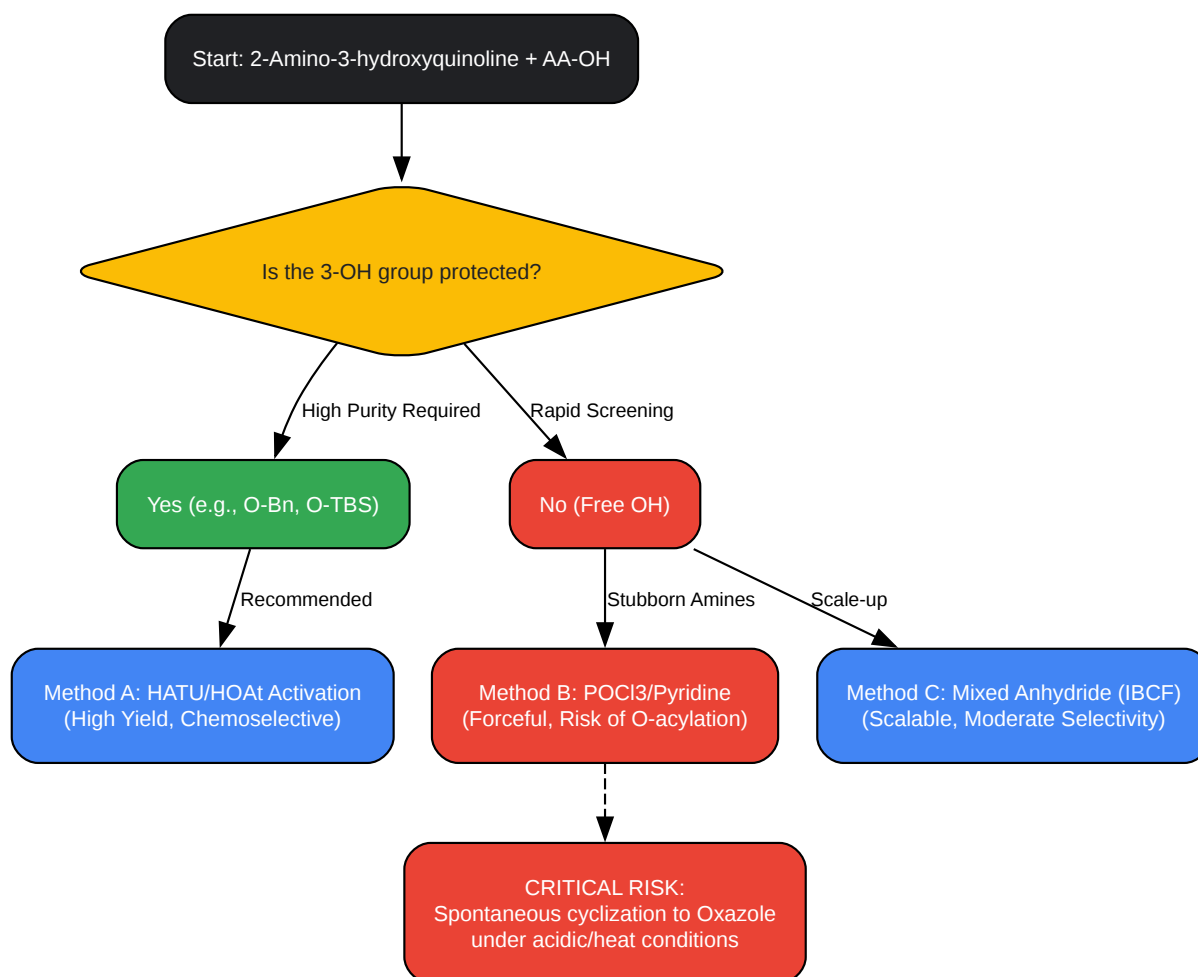 Start: 2-Amino-3-hydroxyquinoline + AA-OH
Is the 3-OH group protected?
High Purity Required
Rapid Screening
Yes (e.g., O-Bn, O-TBS)
No (Free OH)
Recommended
Stubborn Amines
Scale-up
Method A: HATU/HOAt Activation
(High Yield, Chemoselective)
Method B: POCl3/Pyridine
(Forceful, Risk of O-acylation)
Method C: Mixed Anhydride (IBCF)
(Scalable, Moderate Selectivity)
CRITICAL RISK:
Spontaneous cyclization to Oxazole
under acidic/heat conditions